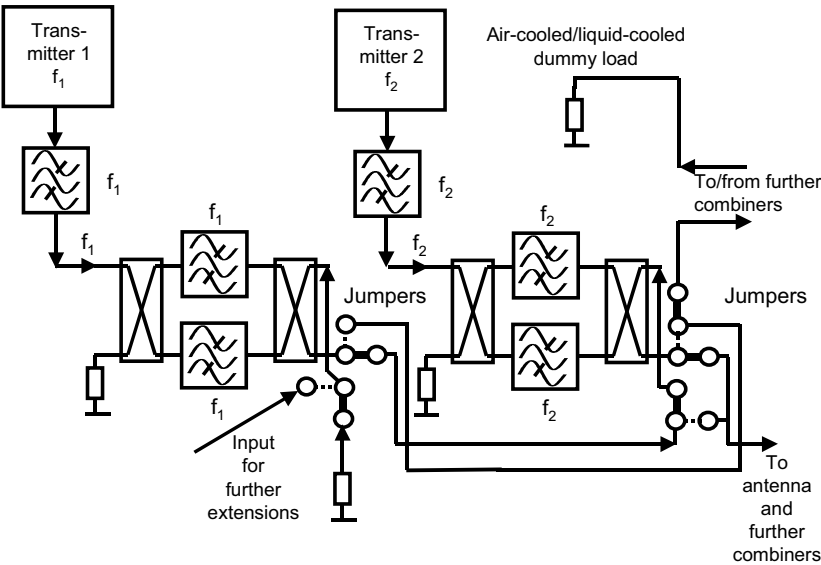 Trans-
mitter 1
f1
Trans-
mitter 2
f2
Air-cooled/liquid-cooled
dummy load
f1
f2
To/from further
combiners
f1
f1
f2
f2
Jumpers
Jumpers
f1
f2
Input
for
further
extensions
To
antenna
and
further
combiners